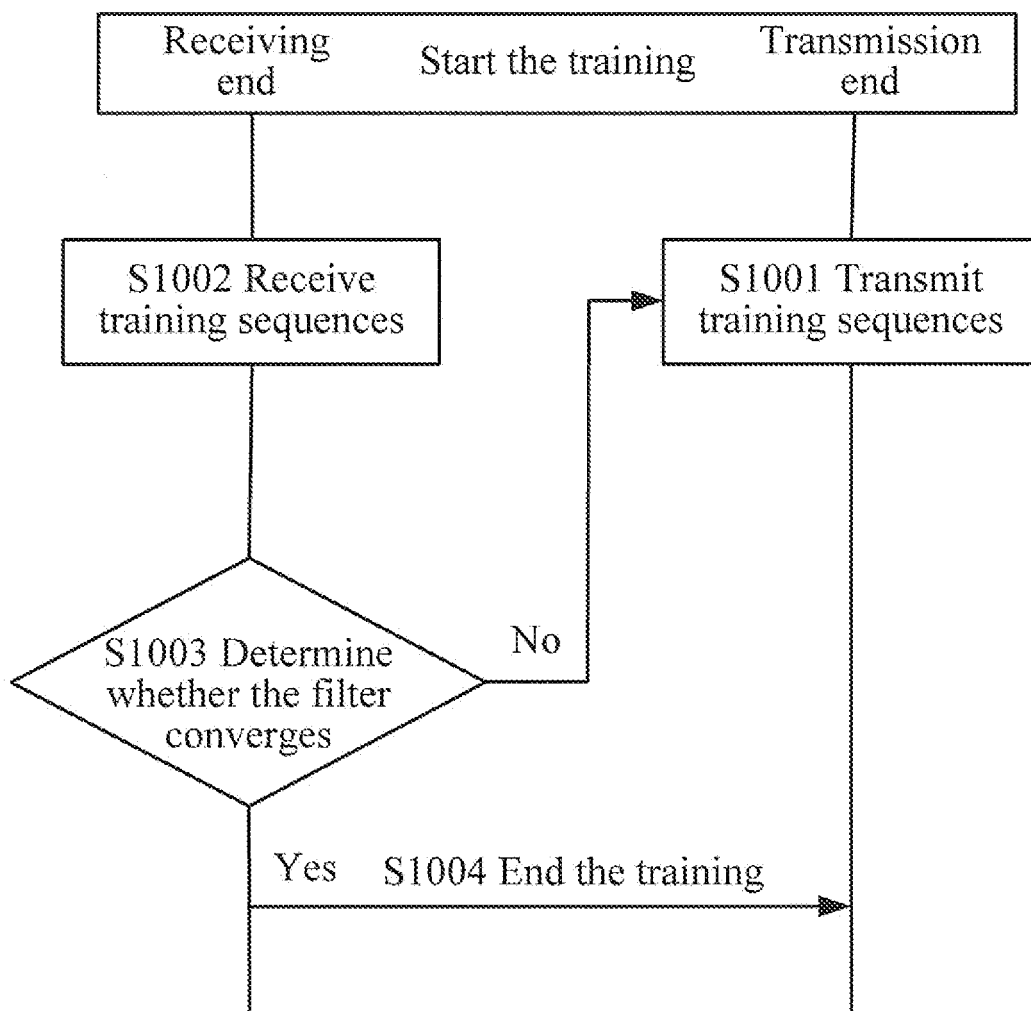 Receiving
end
Start the training
Transmission
end
S1002 Receive
training sequences
S1001 Transmit
training sequences
S1003 Determine
whether the filter
converges
No
Yes
S1004 End the training